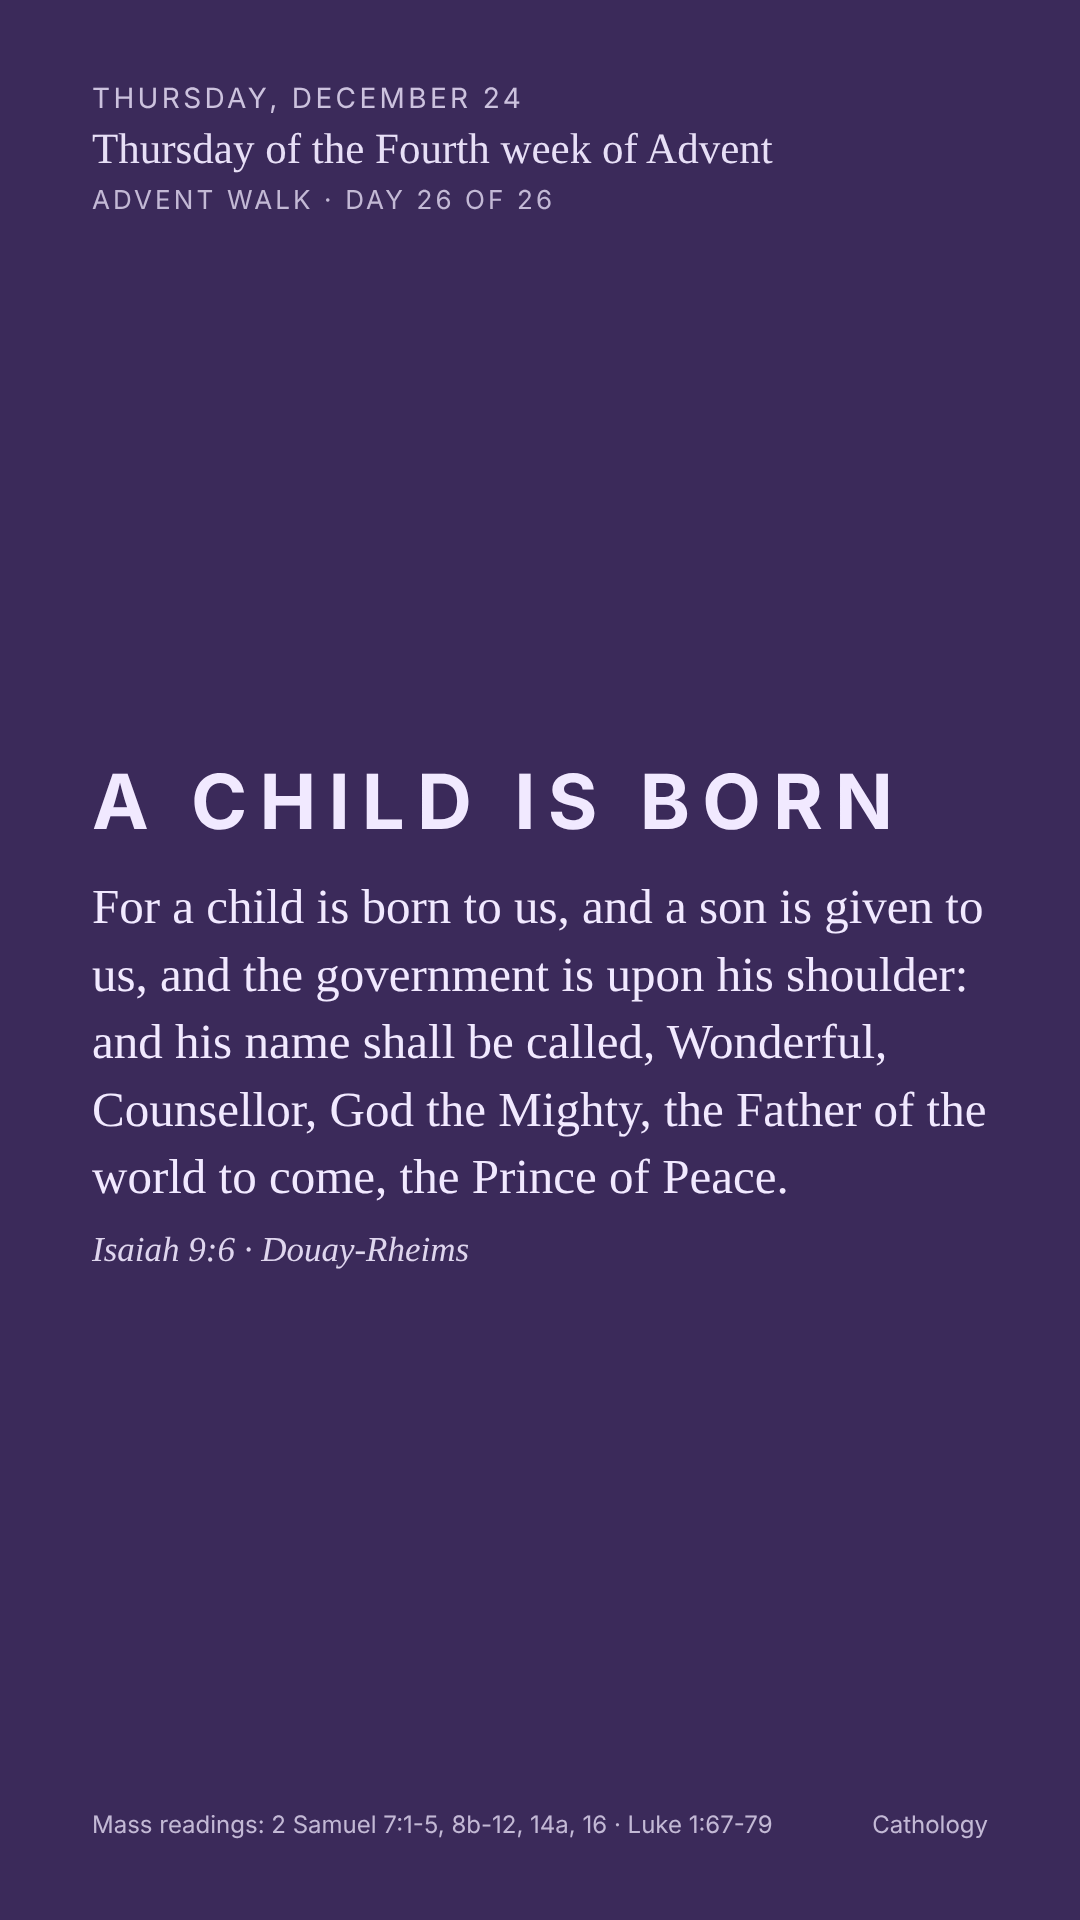 THURSDAY, DECEMBER 24
Thursday of the Fourth week of Advent
ADVENT WALK · DAY 26 OF 26
A CHILD IS BORN
For a child is born to us, and a son is given to
us, and the government is upon his shoulder:
and his name shall be called, Wonderful,
Counsellor, God the Mighty, the Father of the
world to come, the Prince of Peace.
Isaiah 9:6 · Douay-Rheims
Mass readings: 2 Samuel 7:1-5, 8b-12, 14a, 16 · Luke 1:67-79
Cathology